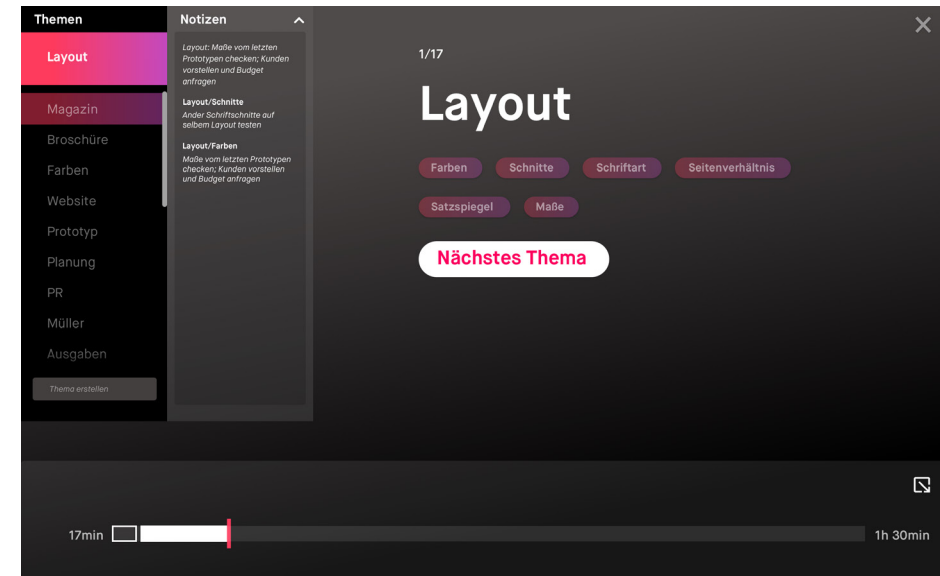 Themen
Layout
Magazin
Broschüre
Farben
Website
Prototyp
Planung
PR
Müller
Ausgaben
Thema erstellen
Notizen
Layout: Maße vom letzten
Prototypen checken; Kunden
vorstellen und Budget
anfragen
Layout/Schnitte
Ander Schriftschnitte auf
selbem Layout testen
Layout/Farben
Maße vom letzten Prototypen
checken; Kunden vorstellen
und Budget anfragen
1/17
Layout
Farben Schnitte Schriftart Seitenverhältnis
Satzspiegel Maße
Nächstes Thema
17min 1h 30min